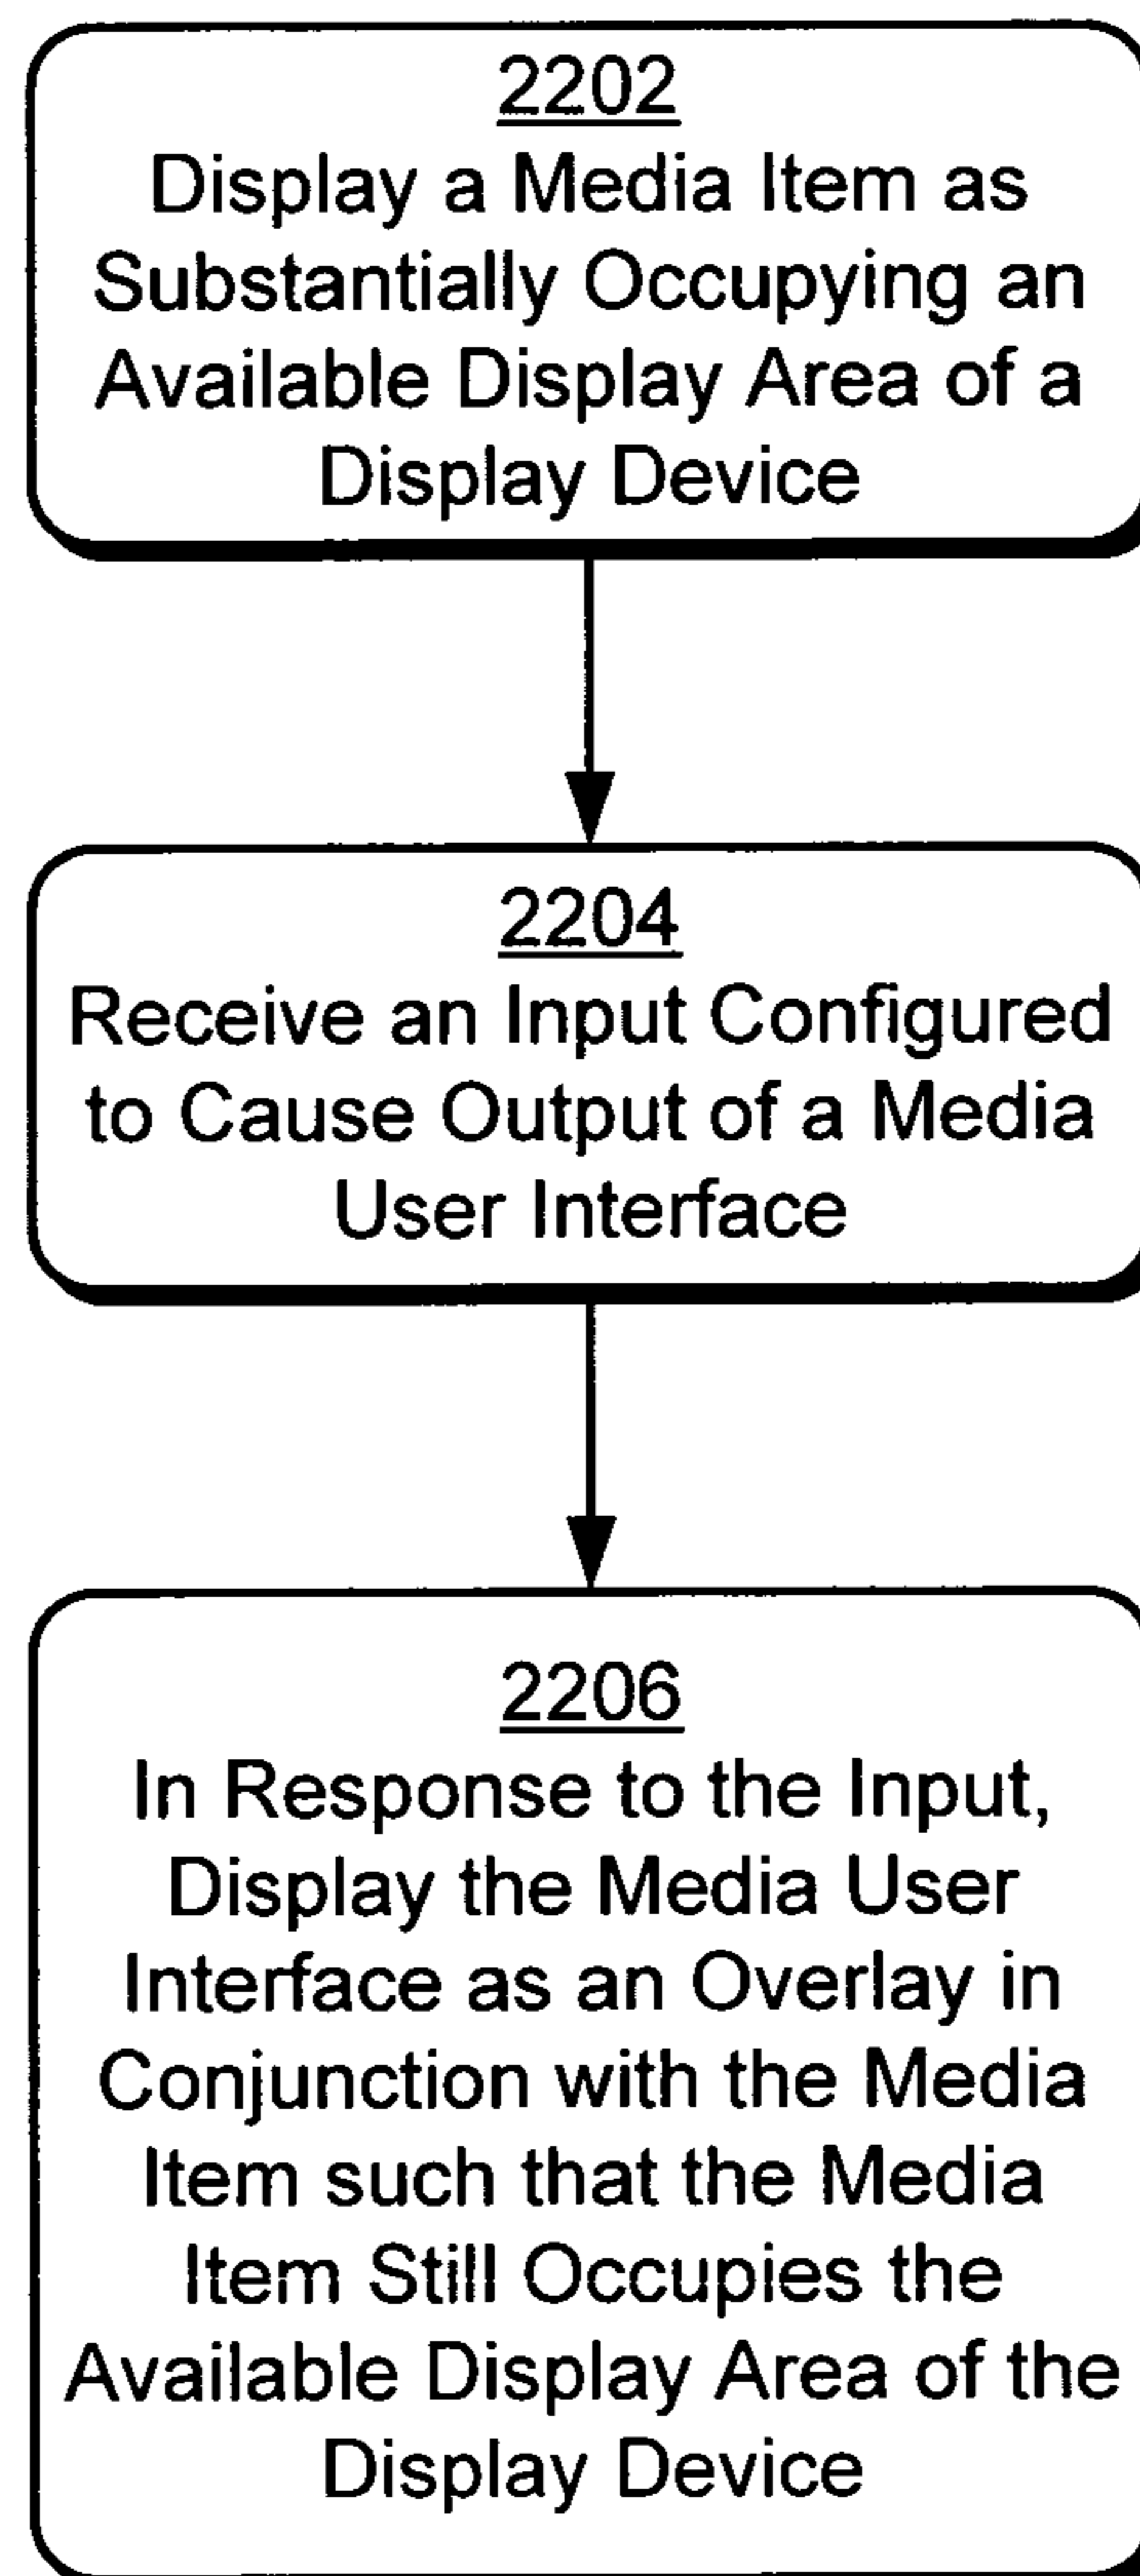 2202
Display a Media Item as
Substantially Occupying an
Available Display Area of a
Display Device
2204
Receive an Input Configured
to Cause Output of a Media
User Interface
2206
In Response to the Input,
Display the Media User
Interface as an Overlay in
Conjunction with the Media
Item such that the Media
Item Still Occupies the
Available Display Area of the
Display Device